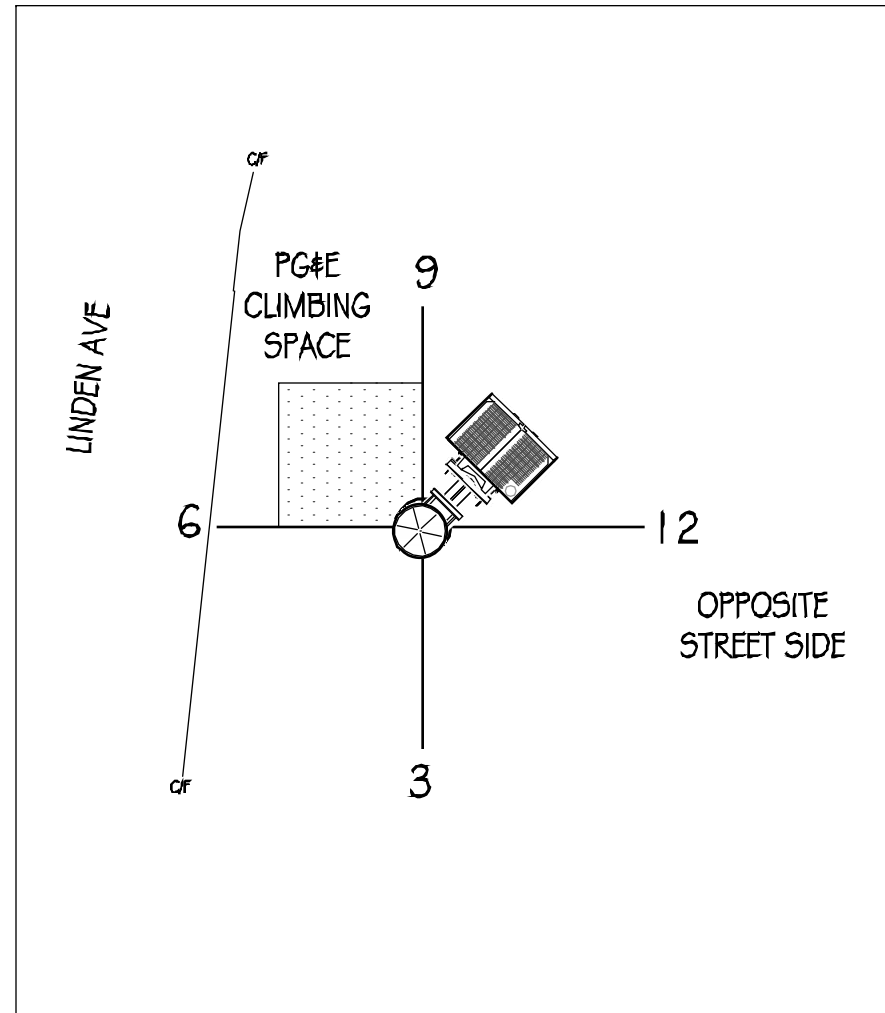 C/F
PG&E
CLIMBING
SPACE
9
LINDEN AVE
6
12
OPPOSITE
STREET SIDE
3
C/F